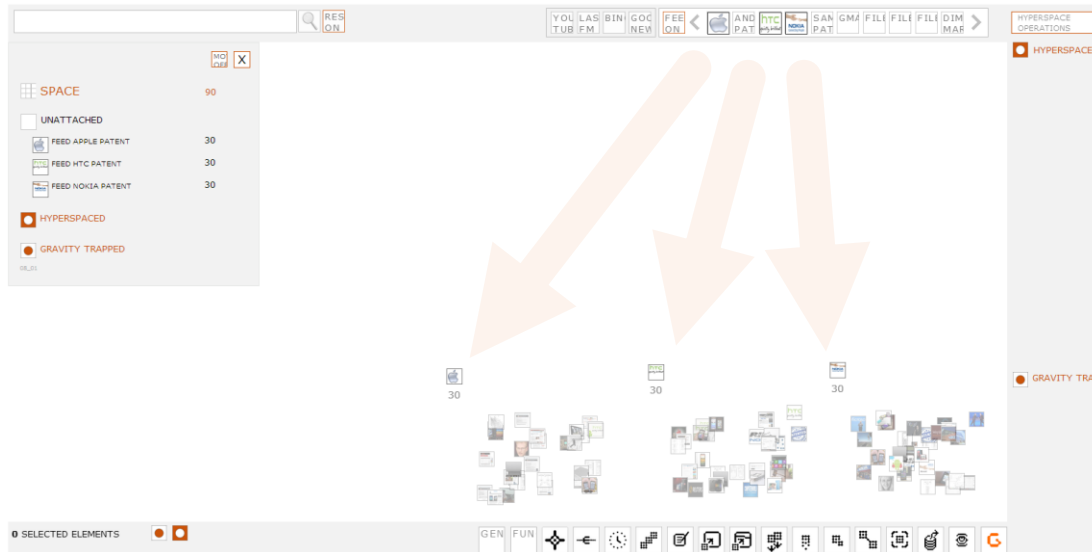 RES
ON
YOU LAS BIN GOO
TUB FM NEW
FEE AND hTC SAM GMA FILE FILE FILE DIM
ON PAT NOKIA PAT MAR
HYPERSPACE
OPERATIONS
MO
OFF X
SPACE 90
UNATTACHED
FEED APPLE PATENT 30
FEED HTC PATENT 30
FEED NOKIA PATENT 30
HYPERSPACED
GRAVITY TRAPPED
HYPERSPACE
GRAVITY TRA
30
30
30
0 SELECTED ELEMENTS
GEN FUN